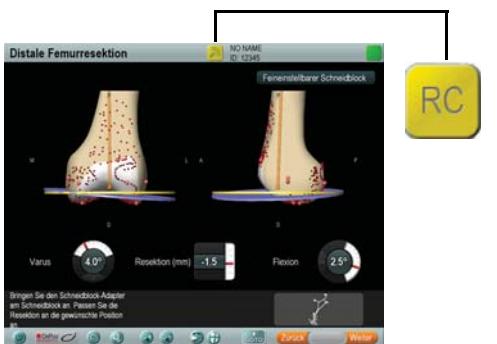 Distale Femurresektion
NO NAME
ID: 12345
Feineinstellbarer Schneidblock
RC
M
L
A
P
D
D
Varus
4.0°
Resektion (mm)
-1.5
Flexion
2.5°
Bringen Sie den Schneidblock-Adapter
am Schneidblock an. Passen Sie die
Resektion an die gewünschte Position
an.
DePuy
GOTO
Zurück
Weiter